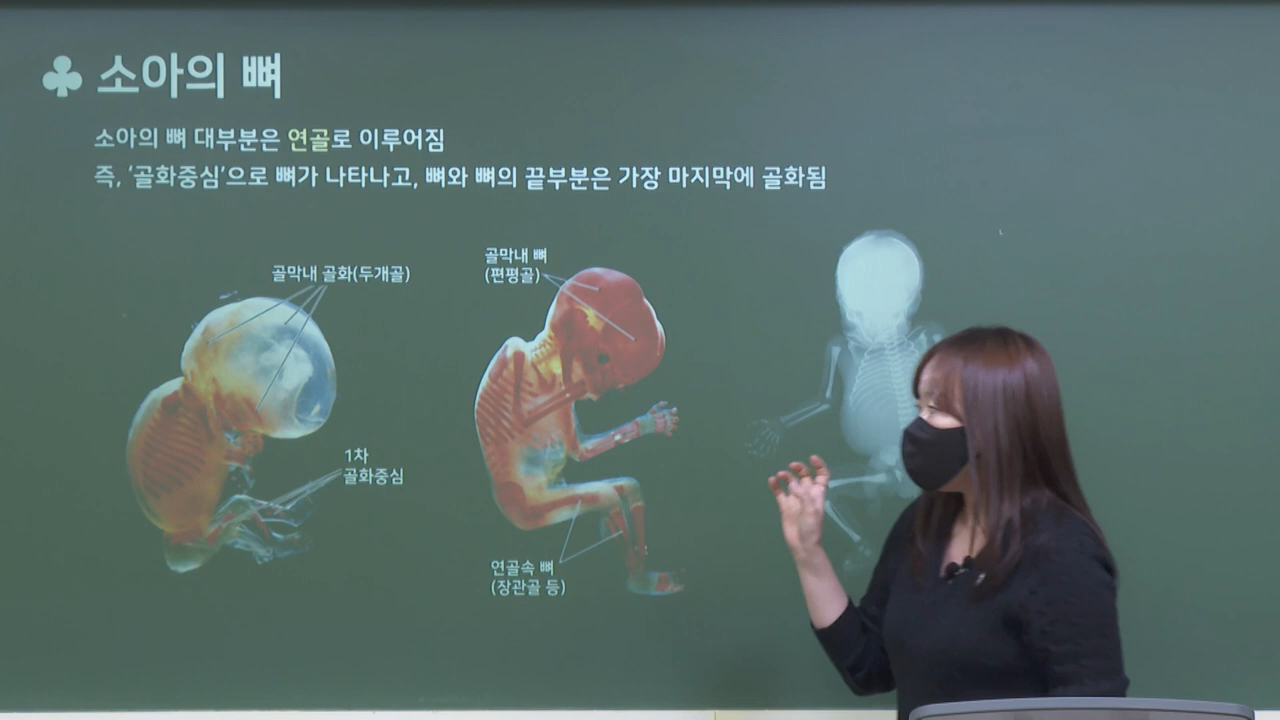 ♣ 소아의 뼈
소아의 뼈 대부분은 연골로 이루어짐
즉, '골화중심'으로 뼈가 나타나고, 뼈와 뼈의 끝부분은 가장 마지막에 골화됨
골막내 골화(두개골)
1차
골화중심
골막내 뼈
(편평골)
연골속 뼈
(장관골 등)